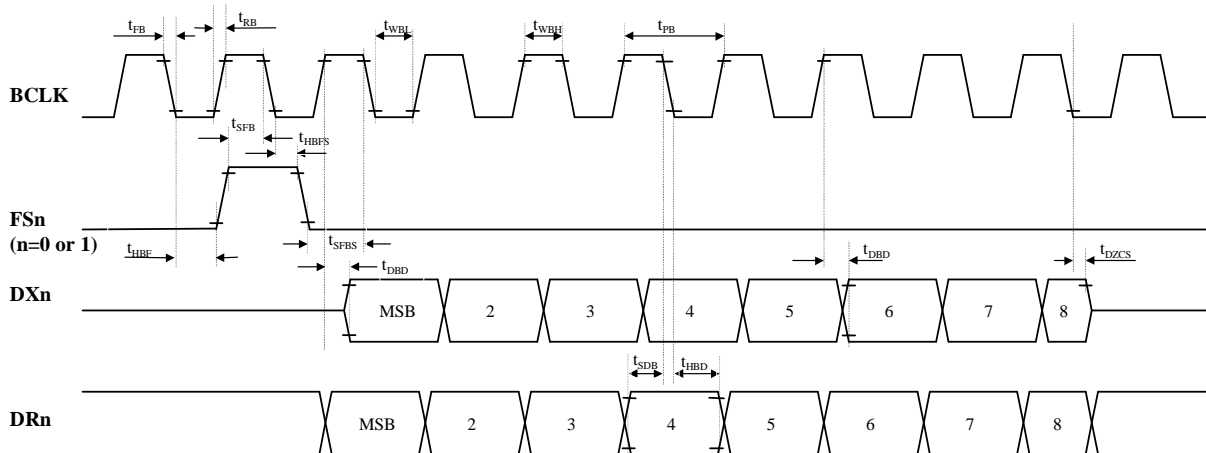 tFB tRB tWBL tWBH tPB
BCLK
tSFB
tHBFS
FSn
(n=0 or 1)
tHBF tSFBS
tDBD tDBD tDZCS
DXn MSB 2 3 4 5 6 7 8
tSDB tHBD
DRn MSB 2 3 4 5 6 7 8